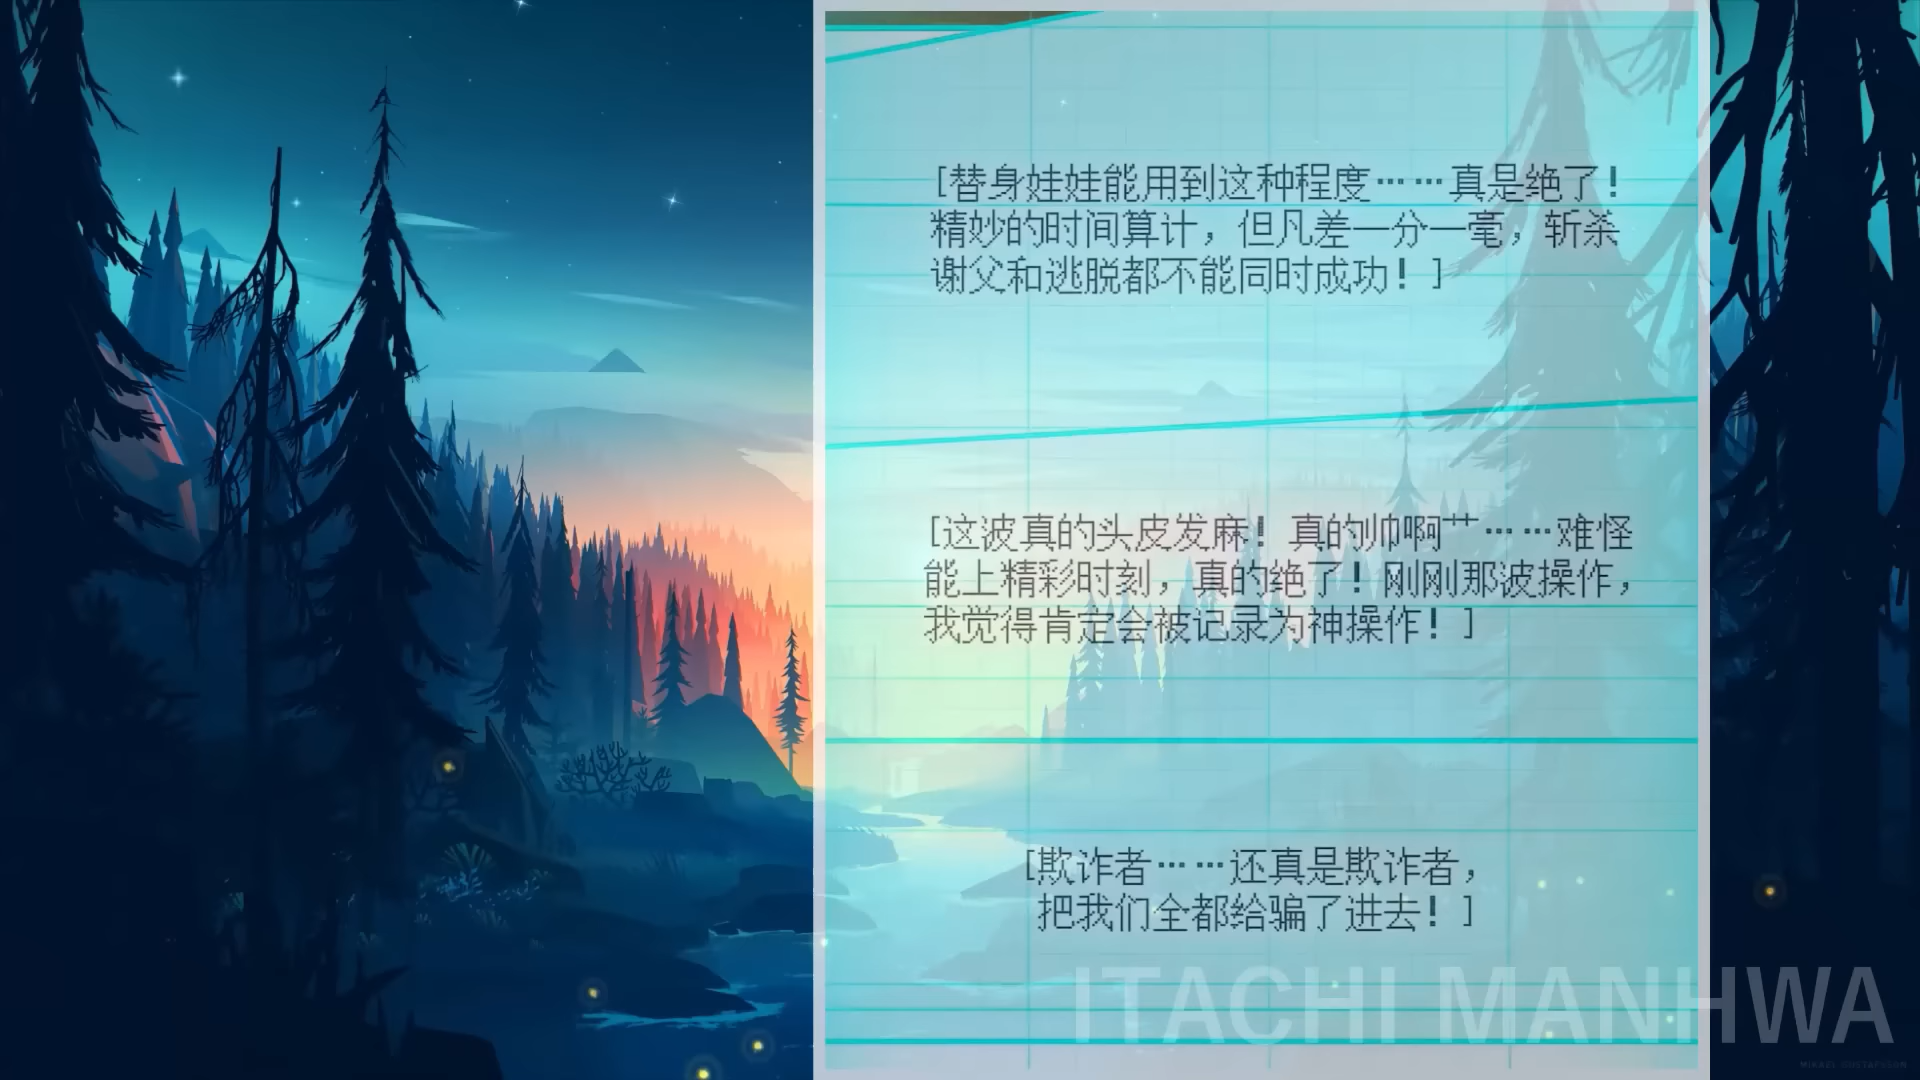 [替身娃娃能用到这种程度……真是绝了!
精妙的时间算计，但凡差一分一毫，斩杀
谢父和逃脱都不能同时成功！]
[这波真的头皮发麻！真的帅啊艹……难怪
能上精彩时刻，真的绝了！刚刚那波操作，
我觉得肯定会被记录为神操作！]
[欺诈者……还真是欺诈者，
把我们全都给骗了进去！]
ITACHI MANHWA